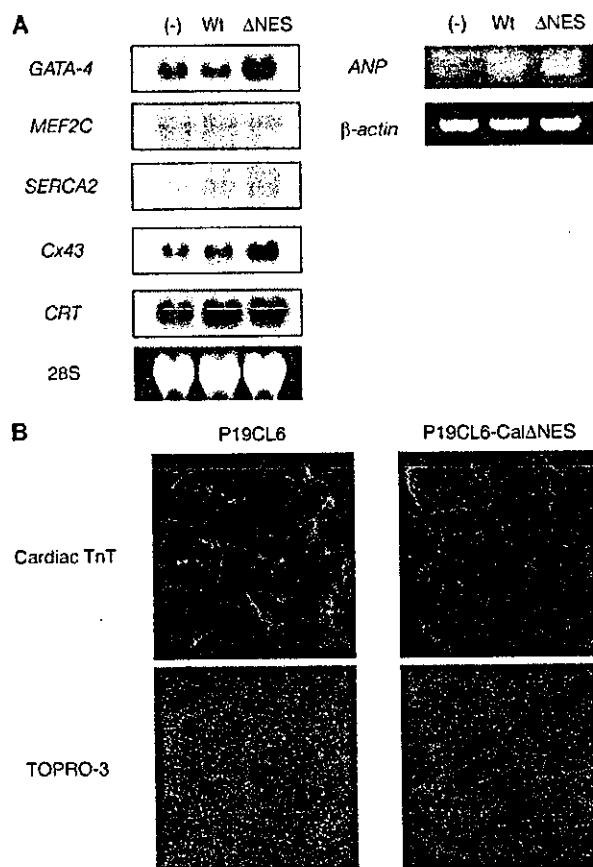 A
(-) Wt ΔNES
GATA-4
MEF2C
SERCA2
Cx43
CRT
28S
(-) Wt ΔNES
ANP
β-actin
B
P19CL6 P19CL6-CalΔNES
Cardiac TnT
TOPRO-3